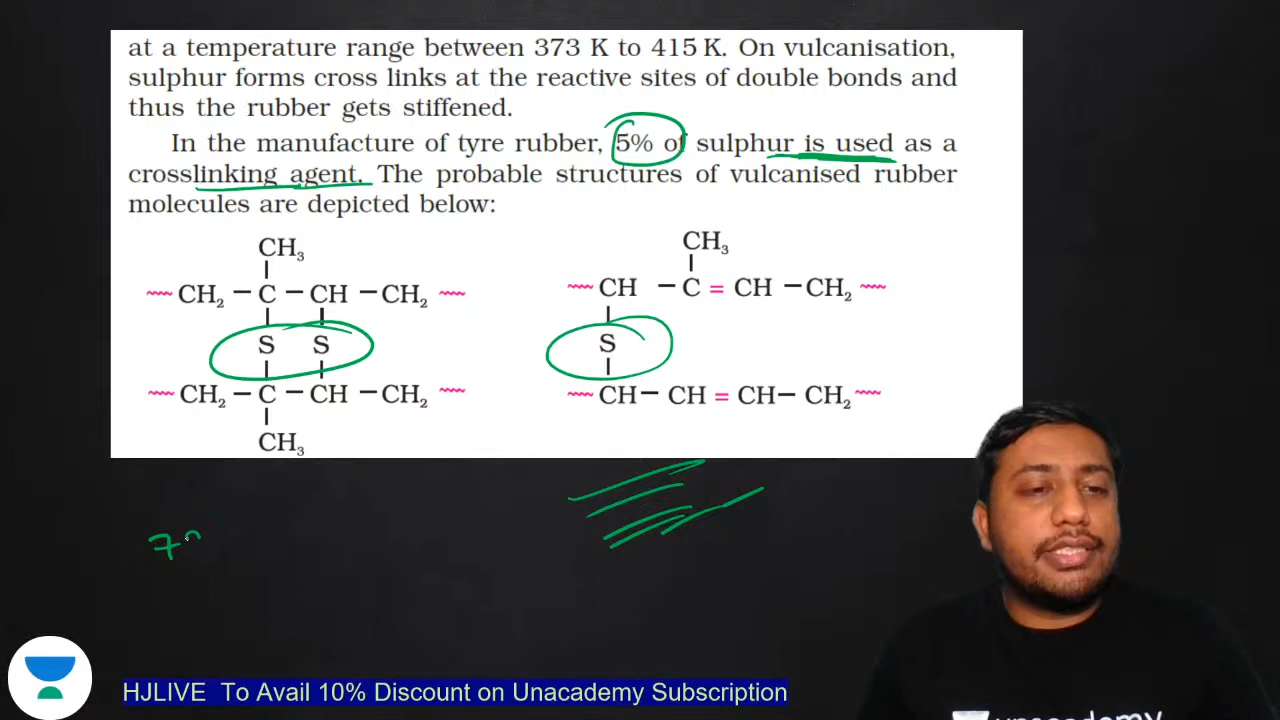 at a temperature range between 373 K to 415 K. On vulcanisation,
sulphur forms cross links at the reactive sites of double bonds and
thus the rubber gets stiffened.
In the manufacture of tyre rubber, 5% of sulphur is used as a
crosslinking agent. The probable structures of vulcanised rubber
molecules are depicted below:
CH₃
CH₂ – C – CH – CH₂
S S
CH₂ – C – CH – CH₂
CH₃
CH₃
CH – C = CH – CH₂
S
CH – CH = CH – CH₂
HJLIVE To Avail 10% Discount on Unacademy Subscription
unacademy